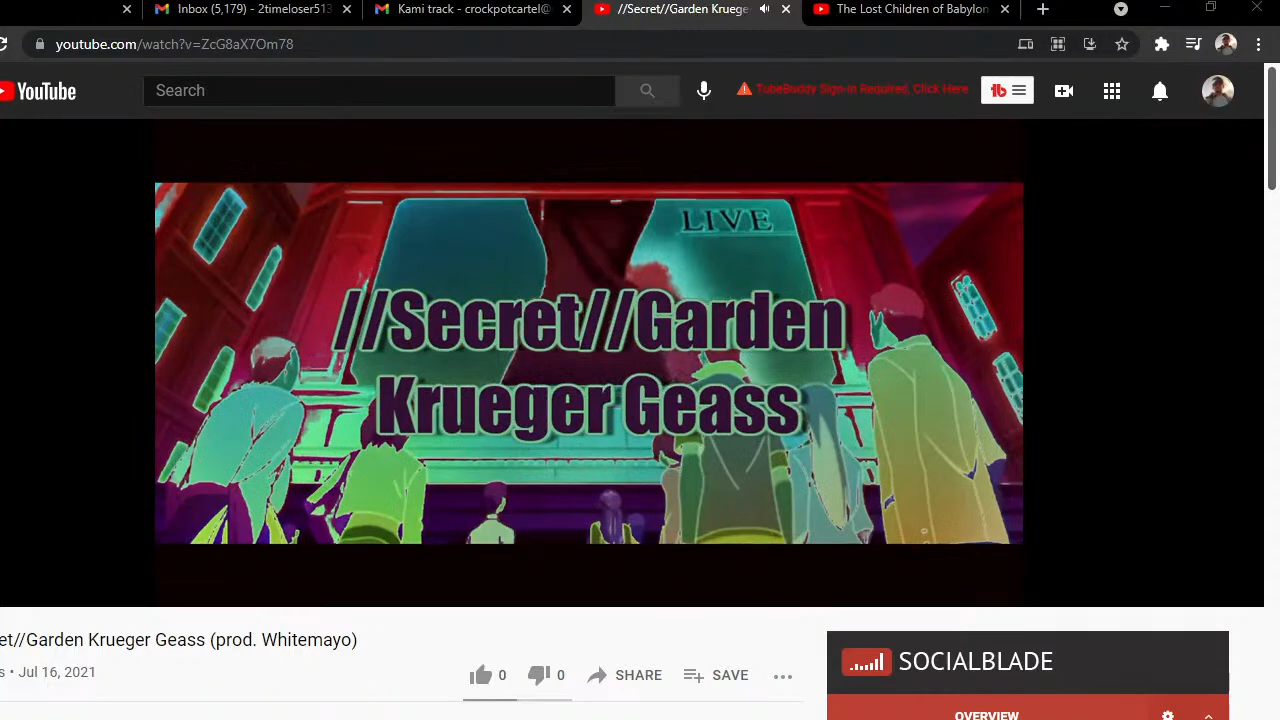 Inbox (5,179) - 2timeloser513
Kami track - crockpotcartel@
//Secret//Garden Kruege
The Lost Children of Babylon
youtube.com/watch?v=ZcG8aX7Om78
YouTube
Search
TubeBuddy Sign-in Required, Click Here
tb
LIVE
//Secret//Garden
Krueger Geass
et//Garden Krueger Geass (prod. Whitemayo)
s • Jul 16, 2021
0
0
SHARE
SAVE
SOCIALBLADE
OVERVIEW